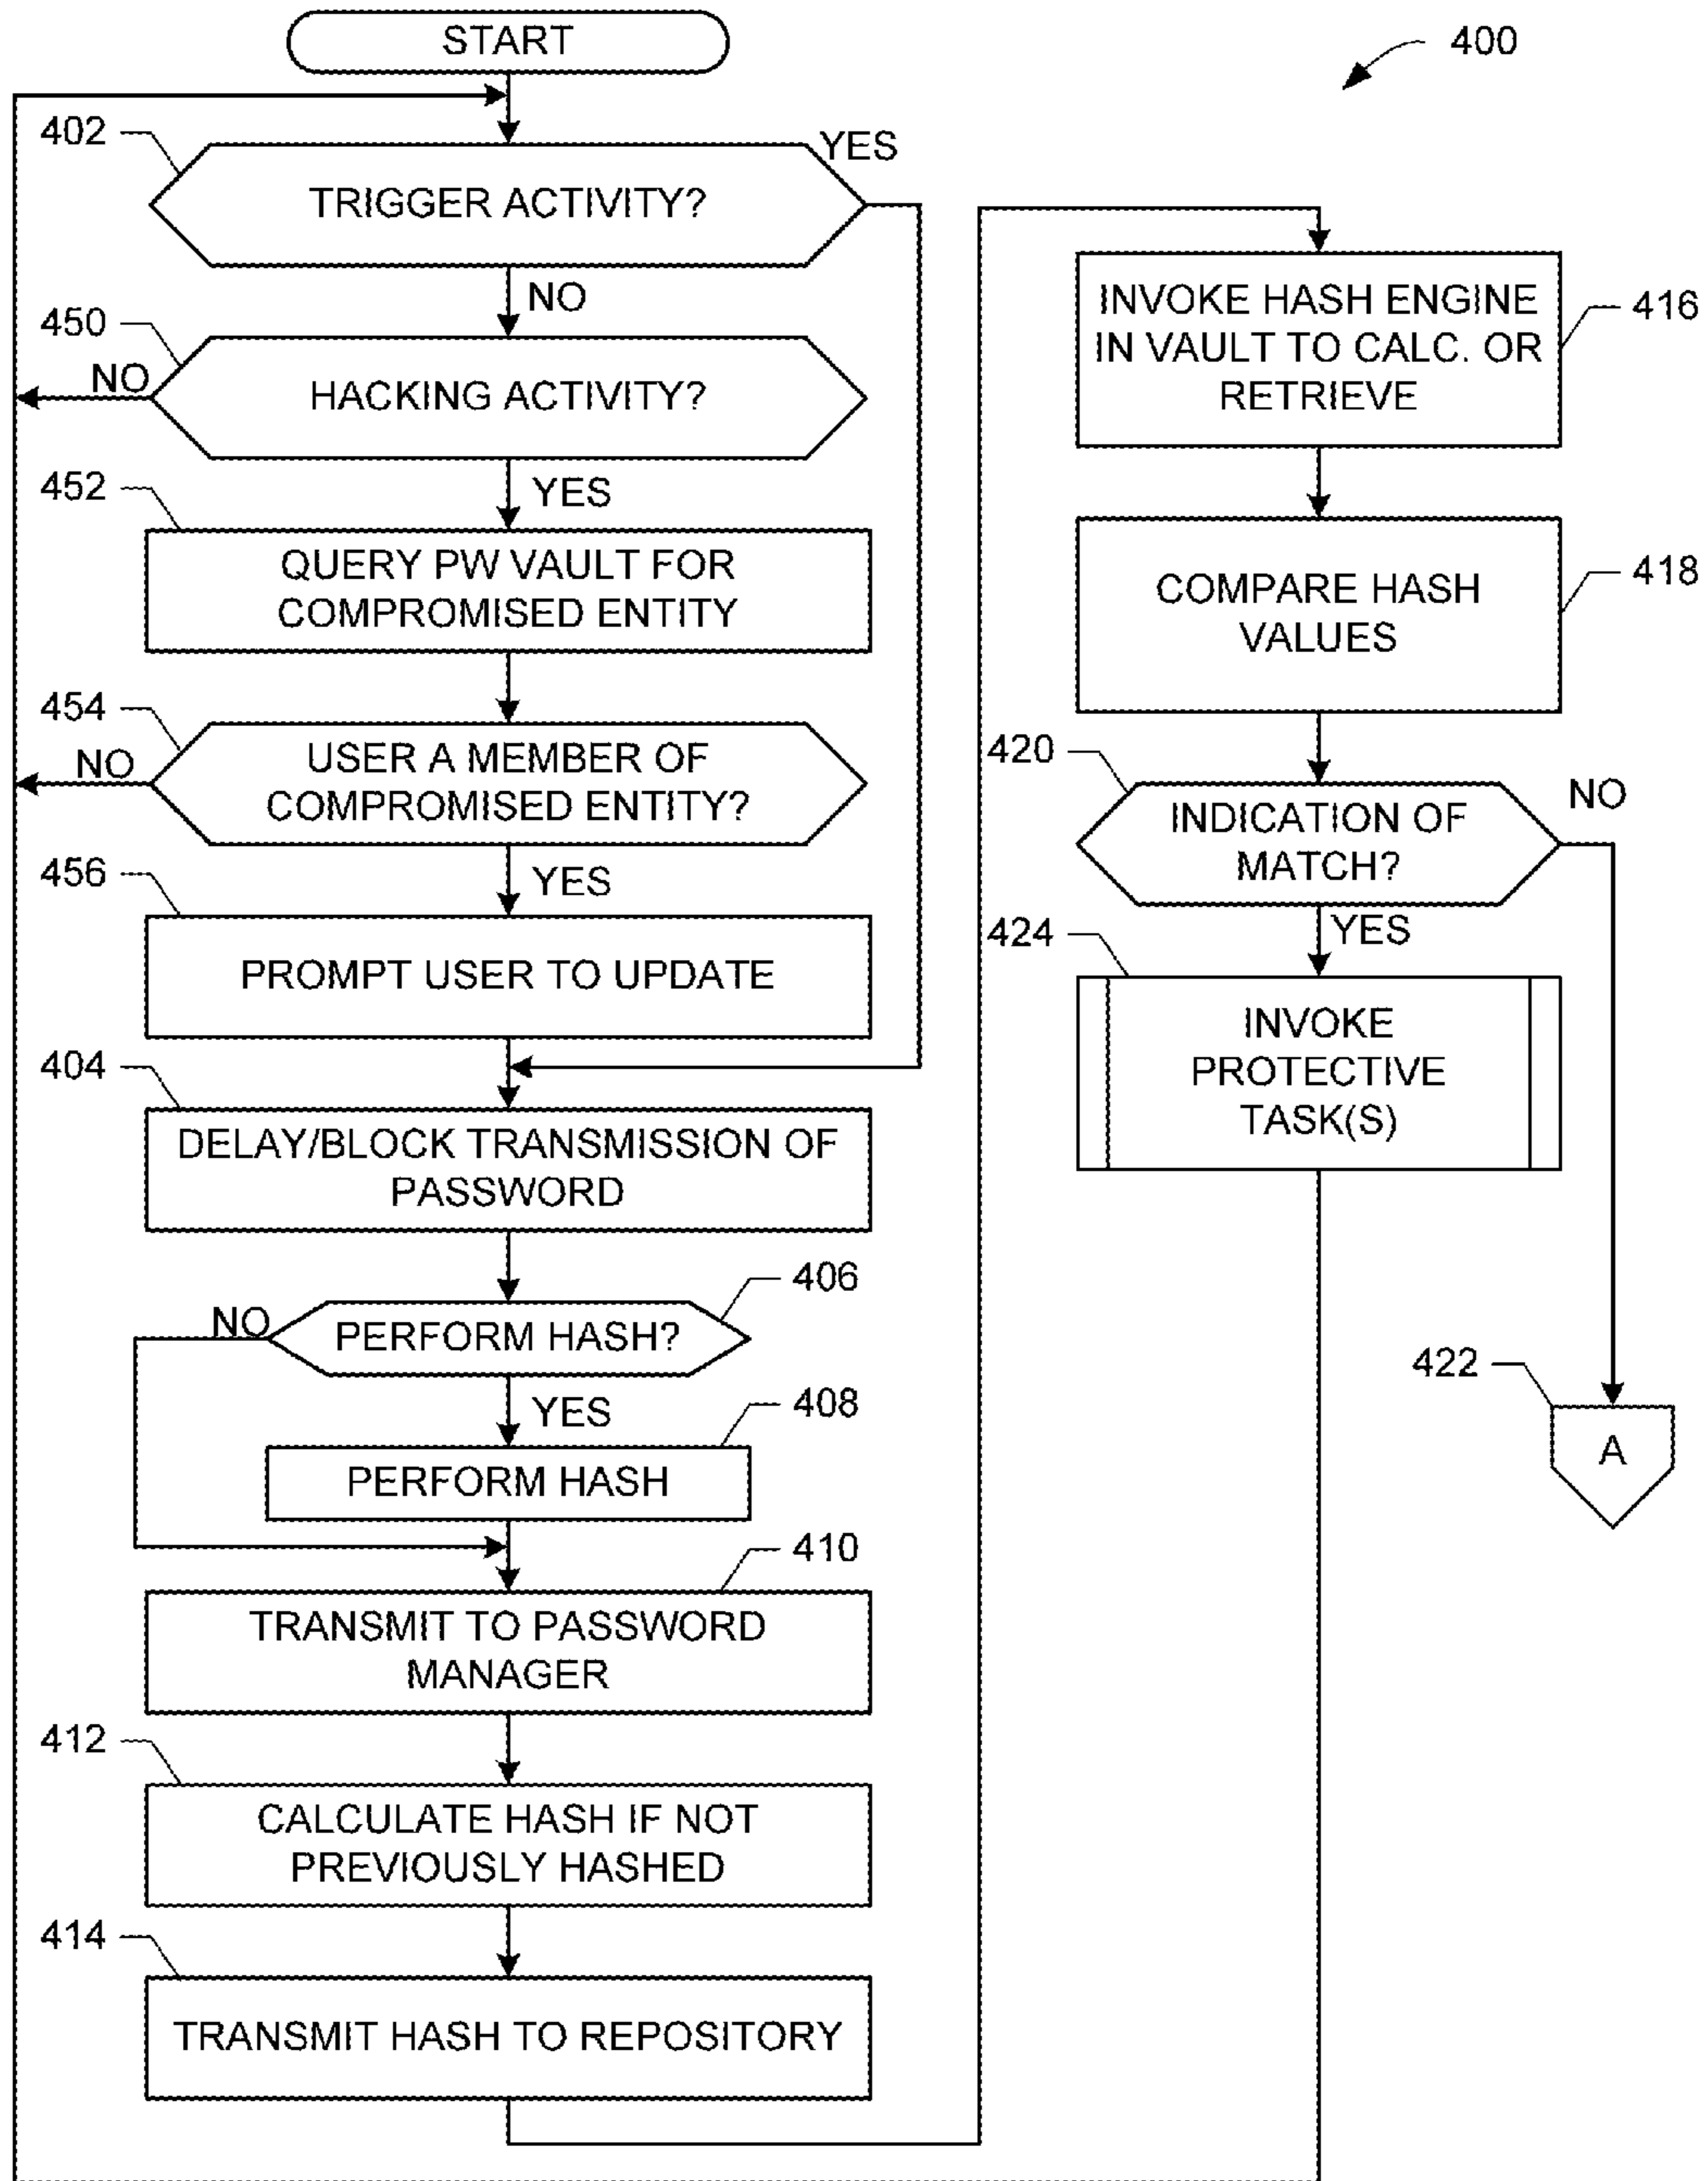 START
400
402
YES
TRIGGER ACTIVITY?
NO
450
NO
HACKING ACTIVITY?
YES
452
QUERY PW VAULT FOR
COMPROMISED ENTITY
454
NO
USER A MEMBER OF
COMPROMISED ENTITY?
YES
456
PROMPT USER TO UPDATE
404
DELAY/BLOCK TRANSMISSION OF
PASSWORD
406
NO
PERFORM HASH?
YES
408
PERFORM HASH
410
TRANSMIT TO PASSWORD
MANAGER
412
CALCULATE HASH IF NOT
PREVIOUSLY HASHED
414
TRANSMIT HASH TO REPOSITORY
INVOKE HASH ENGINE
IN VAULT TO CALC. OR
RETRIEVE
416
COMPARE HASH
VALUES
418
420
INDICATION OF
MATCH?
NO
YES
424
INVOKE
PROTECTIVE
TASK(S)
422
A